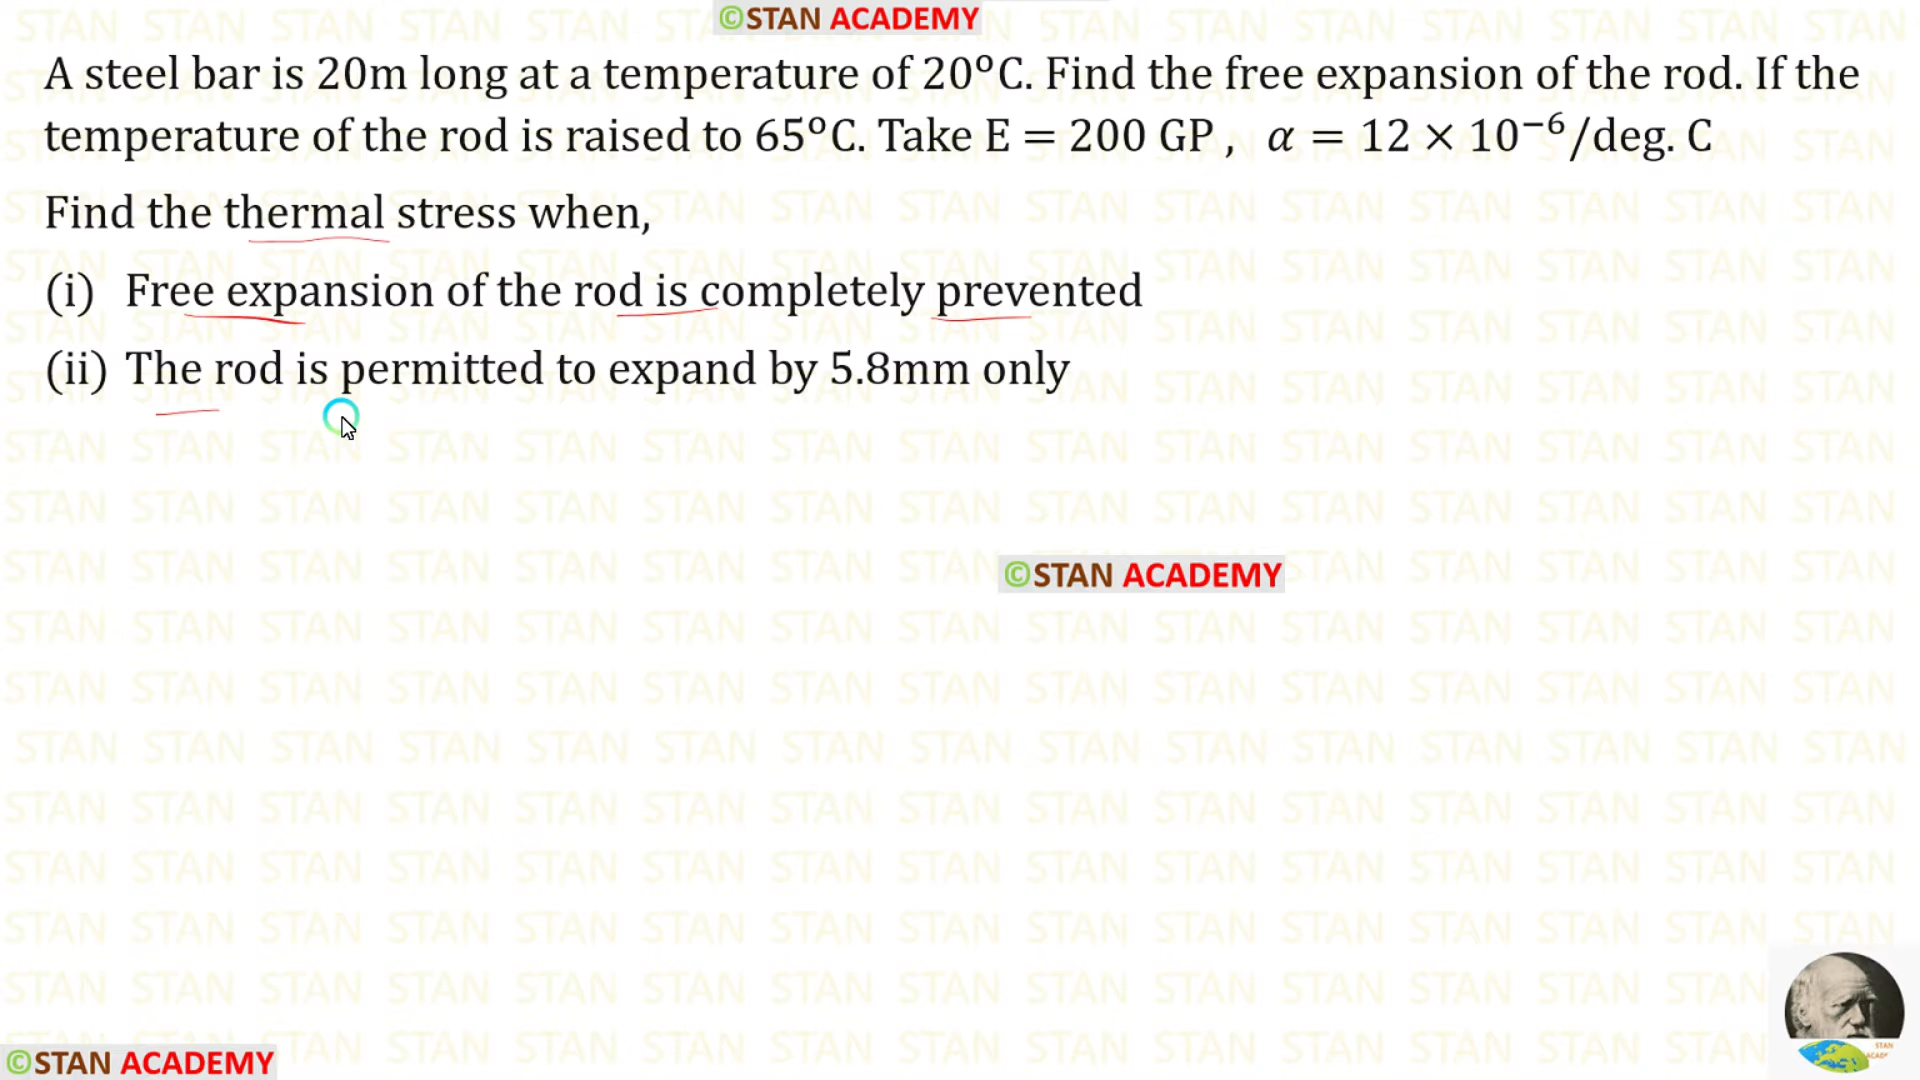 ©STAN ACADEMY
A steel bar is 20m long at a temperature of 20°C. Find the free expansion of the rod. If the
temperature of the rod is raised to 65°C. Take E = 200 GP , α = 12 × 10⁻⁶/deg. C
Find the thermal stress when,
(i) Free expansion of the rod is completely prevented
(ii) The rod is permitted to expand by 5.8mm only
©STAN ACADEMY
©STAN ACADEMY